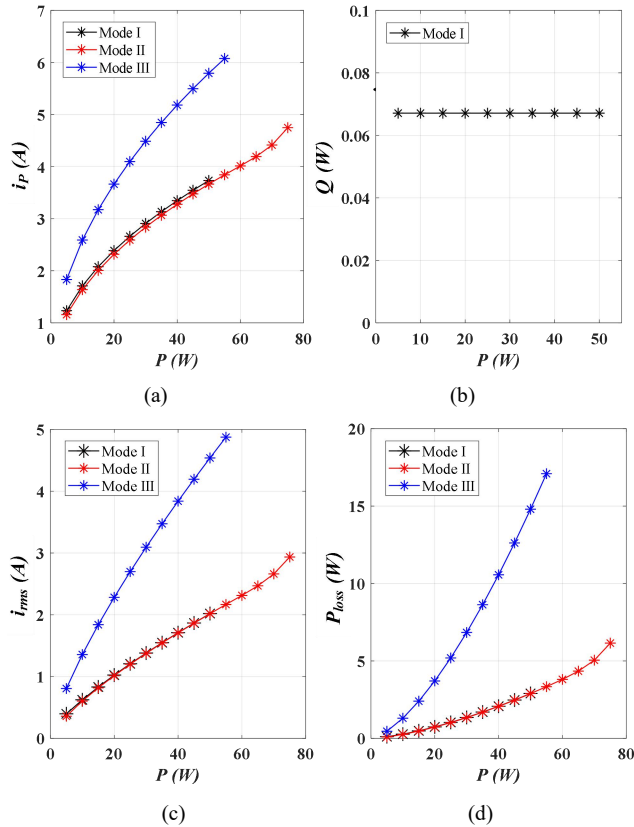 7
6
5
4
3
2
1
i_P (A)
Mode I
Mode II
Mode III
0 20 40 60 80
P (W)
(a)
0.1
0.08
0.06
0.04
0.02
0
Q (W)
Mode I
0 10 20 30 40 50
P (W)
(b)
5
4
3
2
1
0
i_rms (A)
Mode I
Mode II
Mode III
0 20 40 60 80
P (W)
(c)
20
15
10
5
0
P_loss (W)
Mode I
Mode II
Mode III
0 20 40 60 80
P (W)
(d)